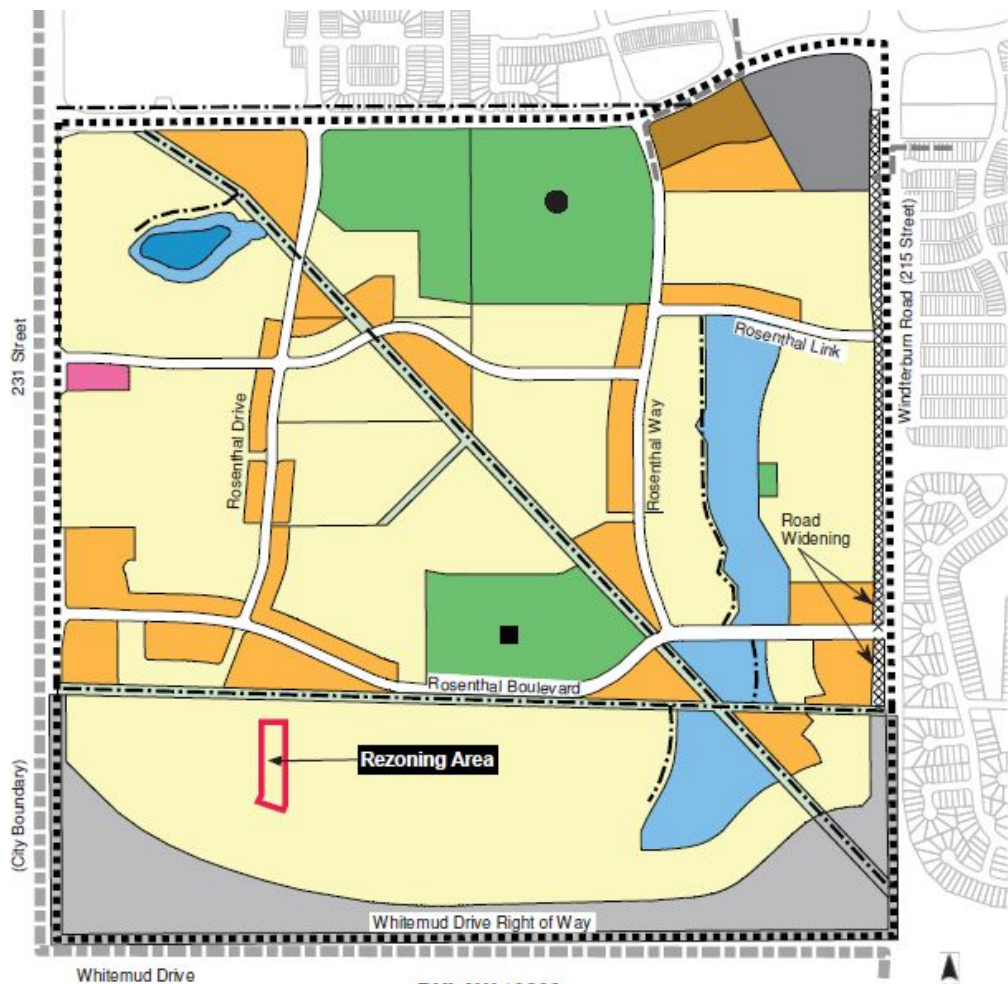 231 Street
(City Boundary)
Rosenthal Drive
Rosenthal Way
Rosenthal Link
Windterburn Road (215 Street)
Road
Widening
Rosenthal Boulevard
Rezoning Area
Whitemud Drive Right of Way
Whitemud Drive